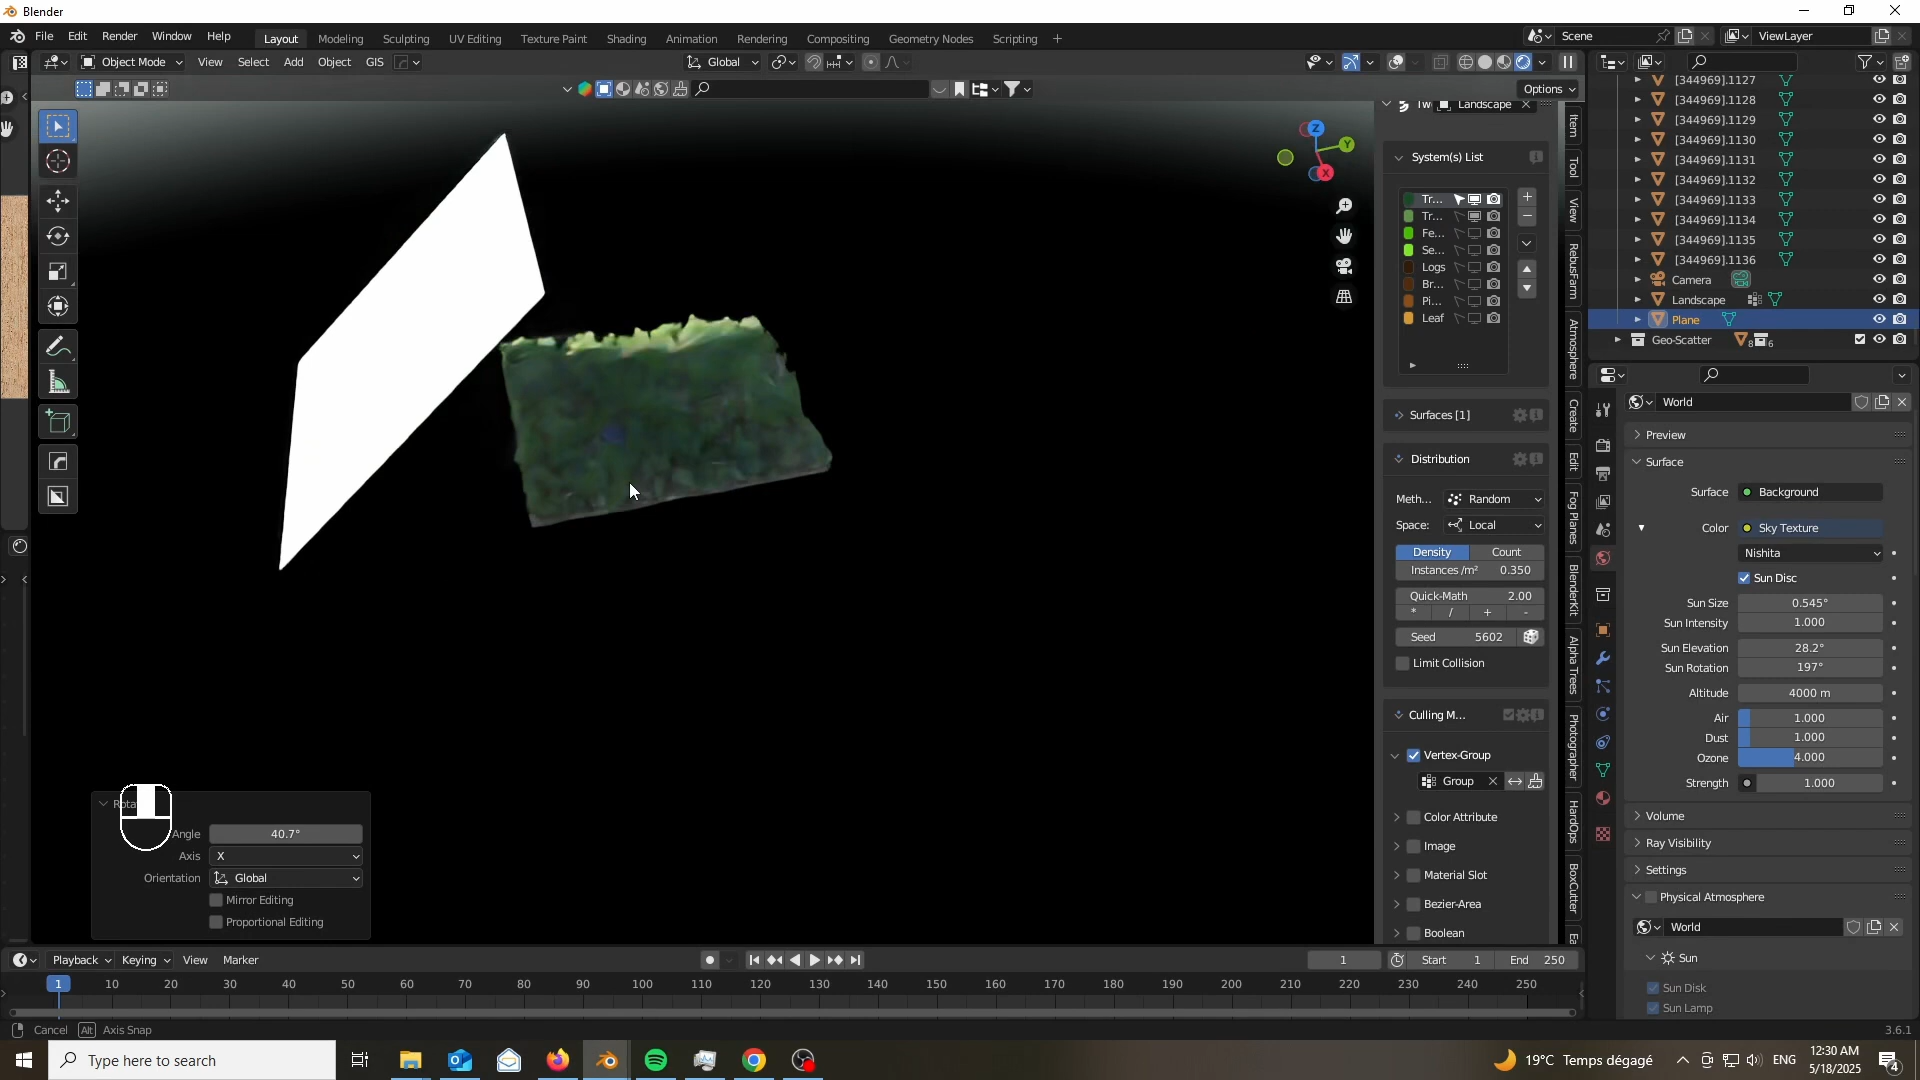 Blender
File Edit Render Window Help
Layout Modeling Sculpting UV Editing Texture Paint Shading Animation Rendering Compositing Geometry Nodes Scripting +
Scene
ViewLayer
Object Mode View Select Add Object GIS
Global
Options
Landscape
System(s) List
Tr...
Tr...
Fe...
Se...
Logs
Br...
Pi...
Leaf
Surfaces [1]
Distribution
Meth... Random
Space: Local
Density Count
Instances /m² 0.350
Quick-Math 2.00
* / + -
Seed 5602
Limit Collision
Culling M...
Vertex-Group
Group
Color Attribute
Image
Material Slot
Bezier-Area
Boolean
Item
Tool
View
RebusFarm
Atmosphere
Create
Edit
Fog Planes
BlenderKit
Alpha Trees
Photographer
HardOps
BoxCutter
Ea
Z
Y
X
[344969].1127
[344969].1128
[344969].1129
[344969].1130
[344969].1131
[344969].1132
[344969].1133
[344969].1134
[344969].1135
[344969].1136
Camera
Landscape
Plane
Geo-Scatter 8 6
World
Preview
Surface
Surface Background
Color Sky Texture
Nishita
Sun Disc
Sun Size 0.545°
Sun Intensity 1.000
Sun Elevation 28.2°
Sun Rotation 197°
Altitude 4000 m
Air 1.000
Dust 1.000
Ozone 4.000
Strength 1.000
Volume
Ray Visibility
Settings
Physical Atmosphere
World
Sun
Sun Disk
Sun Lamp
Rota
Angle 40.7°
Axis X
Orientation Global
Mirror Editing
Proportional Editing
Playback Keying View Marker
1 Start 1 End 250
1 10 20 30 40 50 60 70 80 90 100 110 120 130 140 150 160 170 180 190 200 210 220 230 240 250
Cancel Alt Axis Snap
3.6.1
Type here to search
19°C Temps dégagé
ENG
12:30 AM
5/18/2025
4